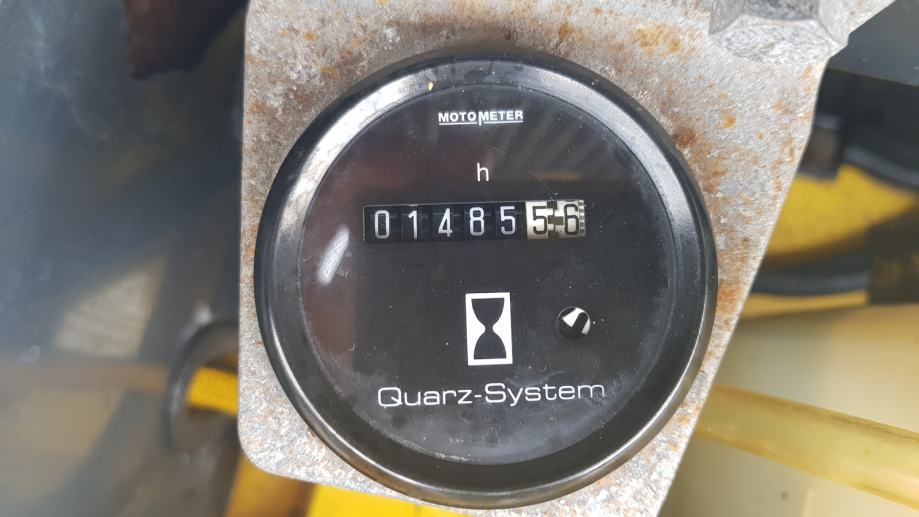 MOTOMETER
h
0148556
Quarz-System